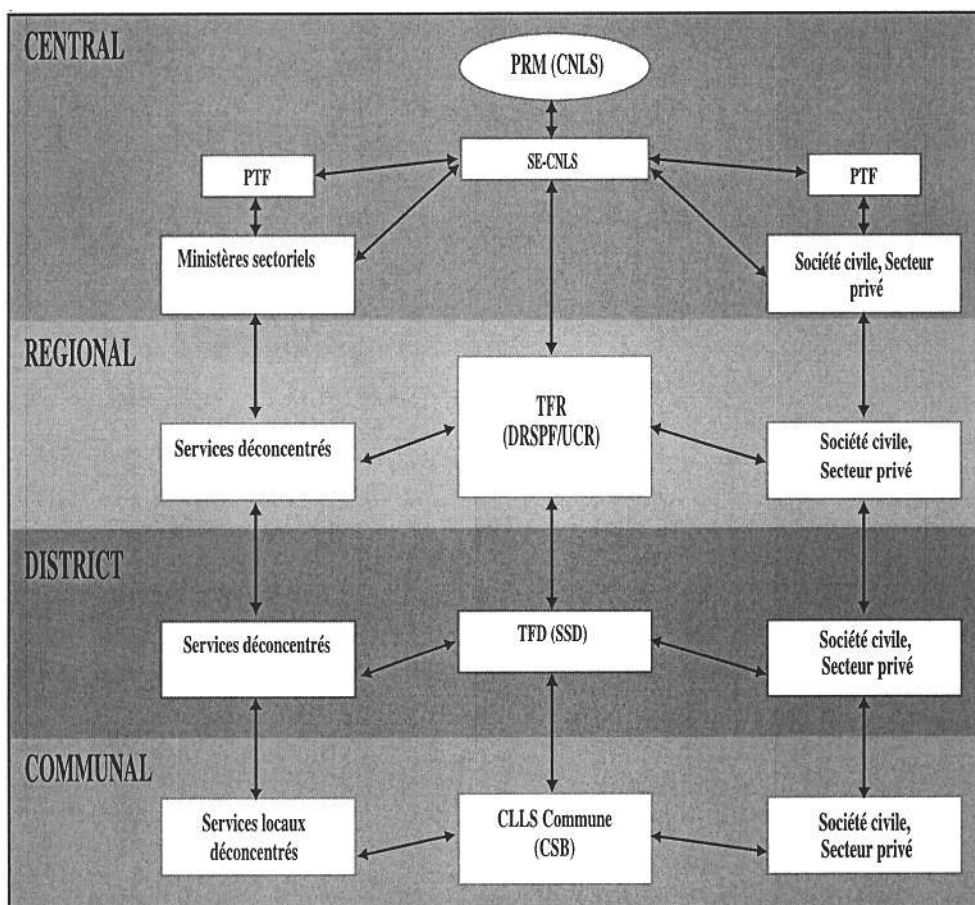 CENTRAL
PRM (CNLS)
SE-CNLS
PTF
PTF
Ministères sectoriels
Société civile, Secteur
privé
REGIONAL
TFR
(DRSPF/UCR)
Services déconcentrés
Société civile,
Secteur privé
DISTRICT
TFD (SSD)
Services déconcentrés
Société civile,
Secteur privé
COMMUNAL
Services locaux
déconcentrés
CLLS Commune
(CSB)
Société civile,
Secteur privé